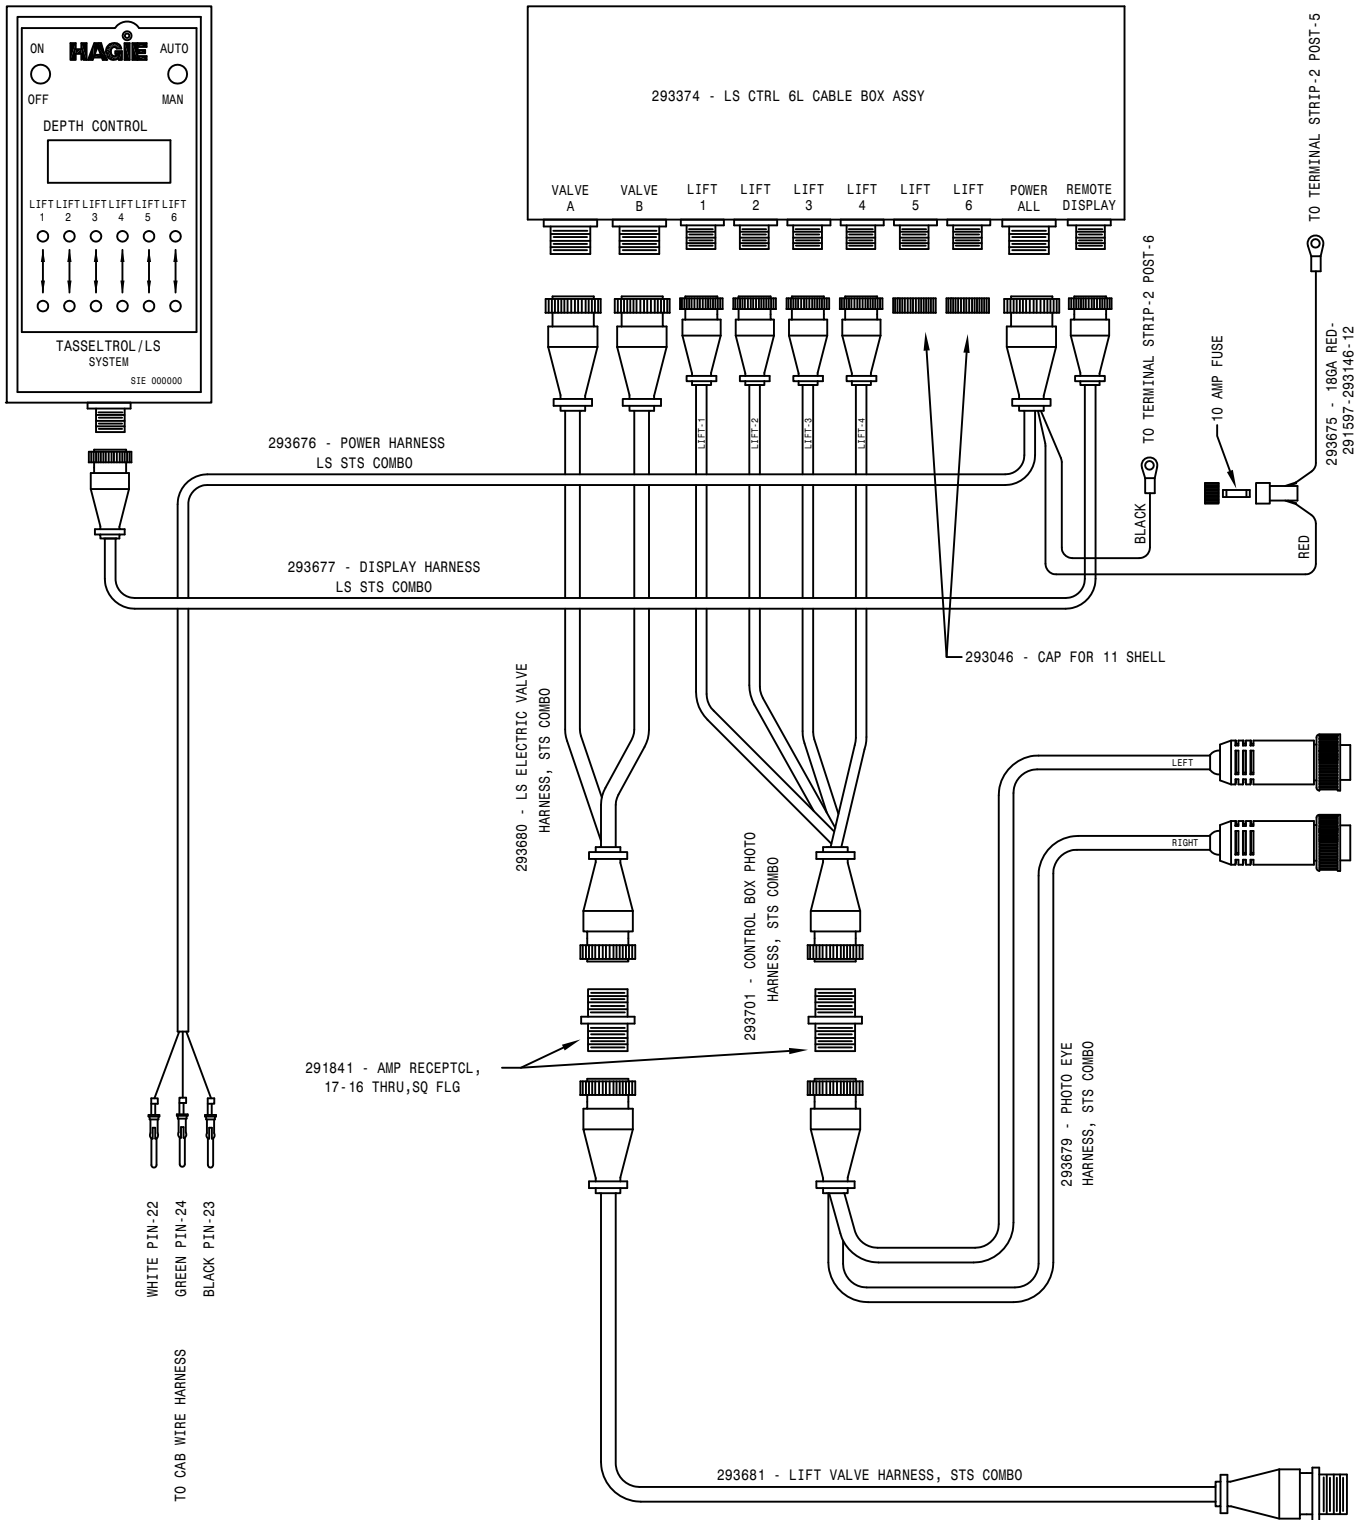 ON
HAGIE
AUTO
OFF
MAN
DEPTH CONTROL
LIFT LIFT LIFT LIFT LIFT LIFT
1 2 3 4 5 6
TASSELTROL/LS
SYSTEM
SIE 000000
293374 - LS CTRL 6L CABLE BOX ASSY
VALVE
A
VALVE
B
LIFT
1
LIFT
2
LIFT
3
LIFT
4
LIFT
5
LIFT
6
POWER
ALL
REMOTE
DISPLAY
TO TERMINAL STRIP-2 POST-5
TO TERMINAL STRIP-2 POST-6
10 AMP FUSE
293675 - 18GA RED-
291597-293146-12
BLACK
RED
LIFT-1
LIFT-2
LIFT-3
LIFT-4
293676 - POWER HARNESS
LS STS COMBO
293677 - DISPLAY HARNESS
LS STS COMBO
293046 - CAP FOR 11 SHELL
293680 - LS ELECTRIC VALVE
HARNESS, STS COMBO
293701 - CONTROL BOX PHOTO
HARNESS, STS COMBO
LEFT
RIGHT
291841 - AMP RECEPTCL,
17-16 THRU,SQ FLG
293679 - PHOTO EYE
HARNESS, STS COMBO
WHITE PIN-22
GREEN PIN-24
BLACK PIN-23
TO CAB WIRE HARNESS
293681 - LIFT VALVE HARNESS, STS COMBO